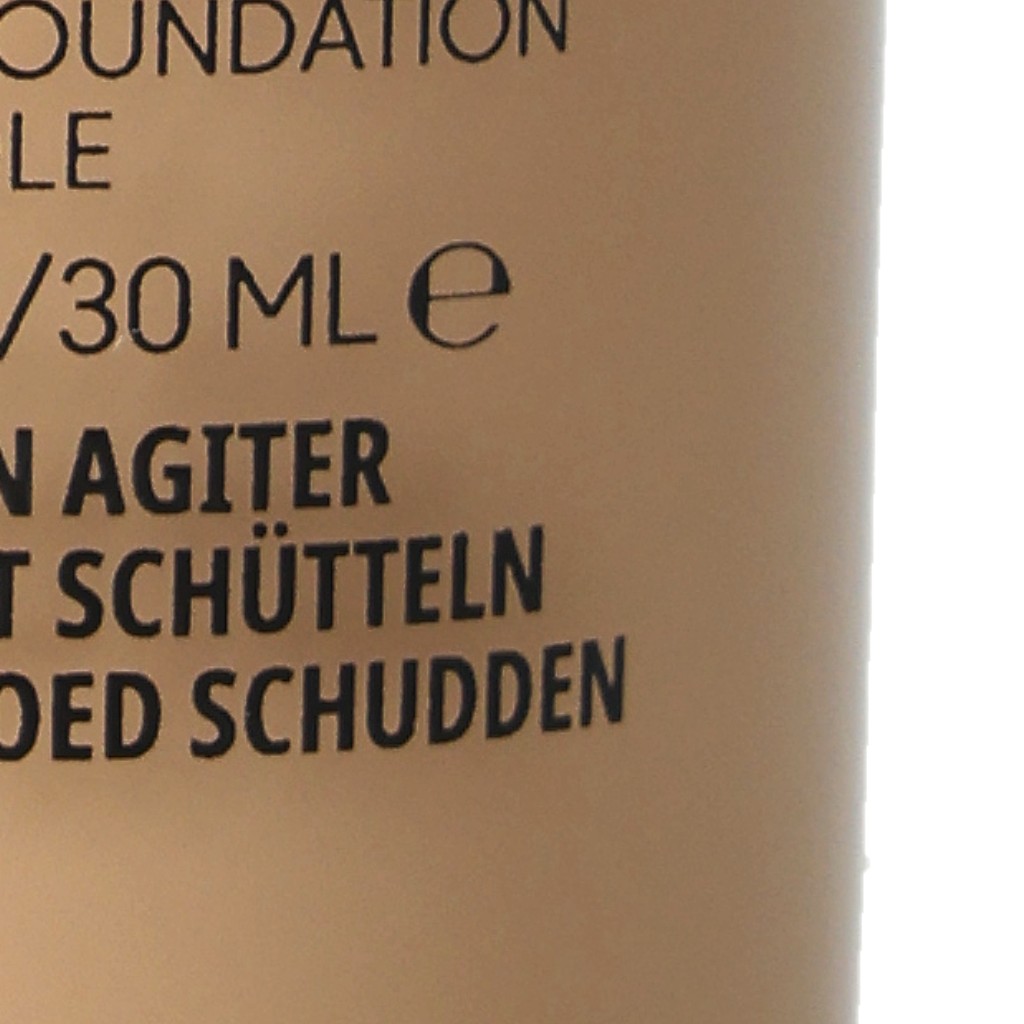 OUNDATION
LE
/30 ML e
N AGITER
T SCHÜTTELN
OED SCHUDDEN